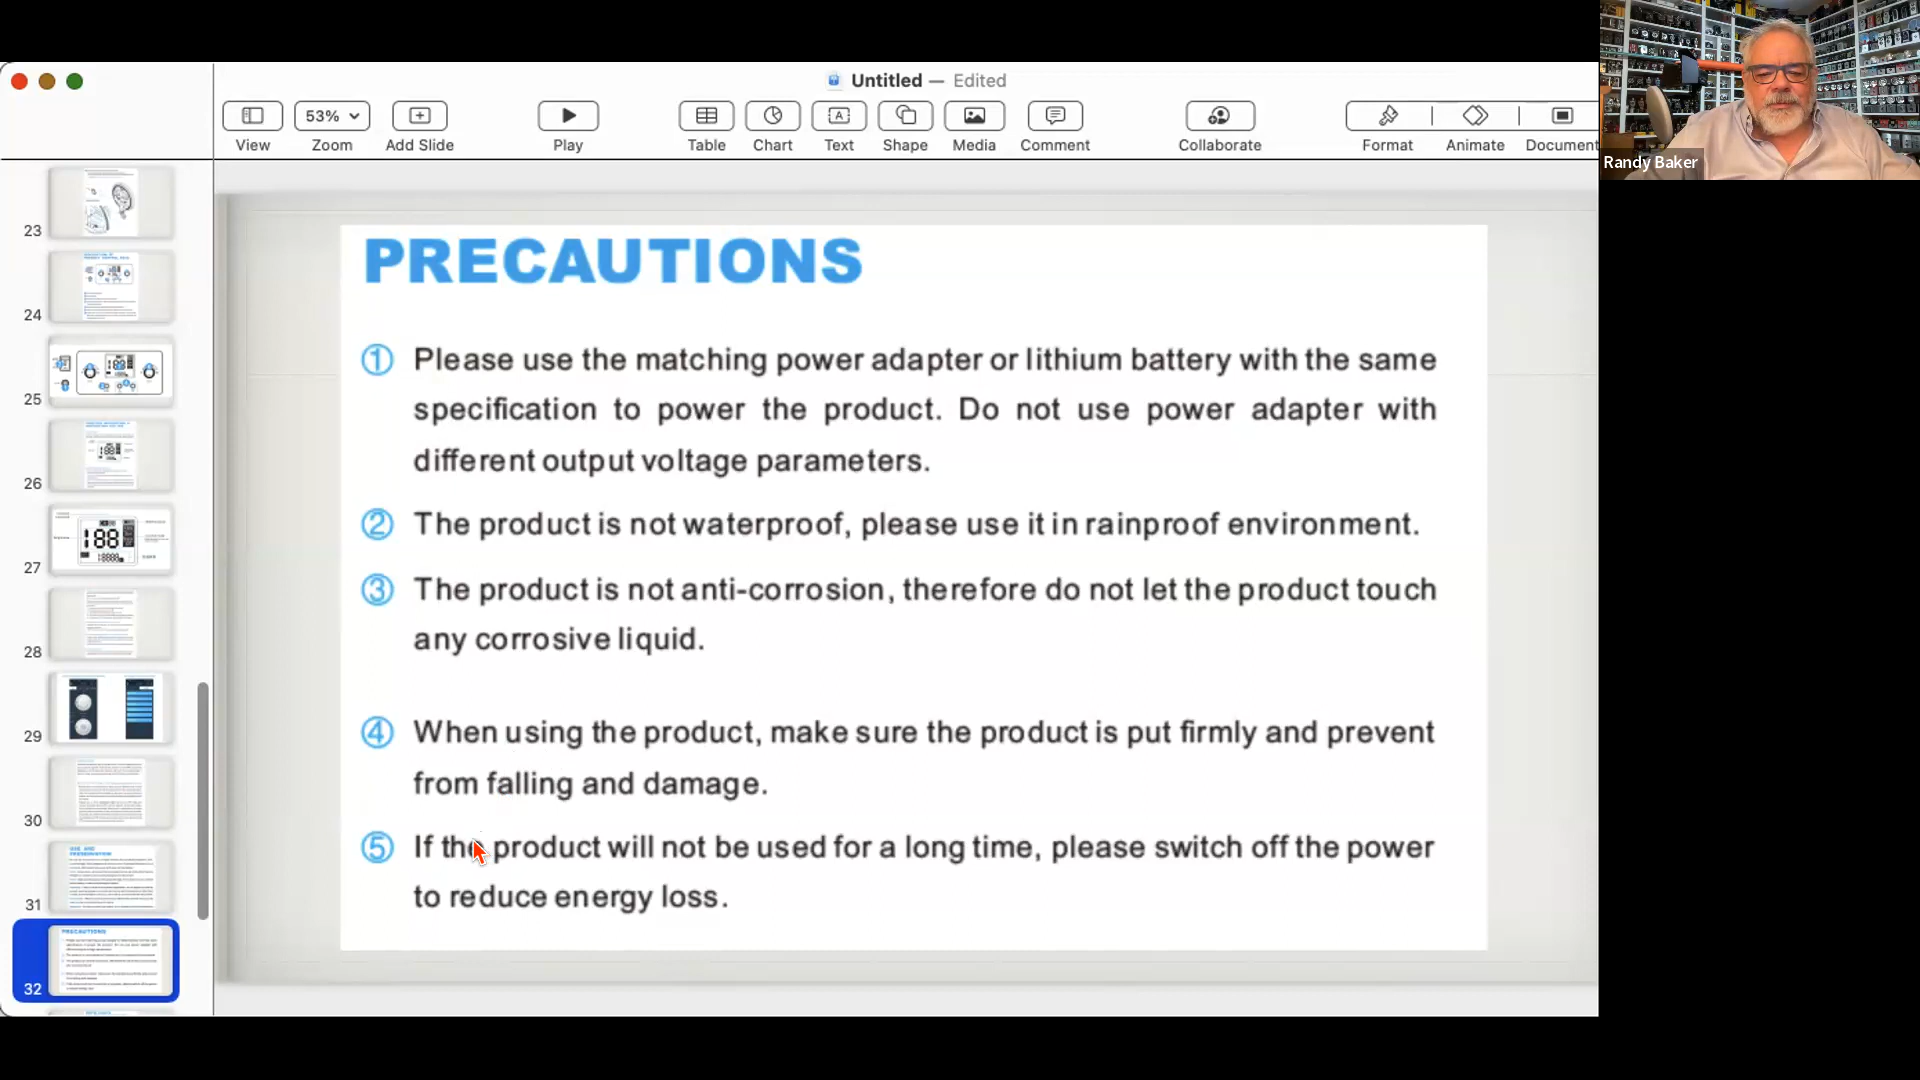 Untitled — Edited
53%
View
Zoom
Add Slide
Play
Table
Chart
Text
Shape
Media
Comment
Collaborate
Format
Animate
Document
Randy Baker
23
24
25
26
27
28
29
30
31
32
PRECAUTIONS
① Please use the matching power adapter or lithium battery with the same
specification to power the product. Do not use power adapter with
different output voltage parameters.
② The product is not waterproof, please use it in rainproof environment.
③ The product is not anti-corrosion, therefore do not let the product touch
any corrosive liquid.
④ When using the product, make sure the product is put firmly and prevent
from falling and damage.
⑤ If the product will not be used for a long time, please switch off the power
to reduce energy loss.